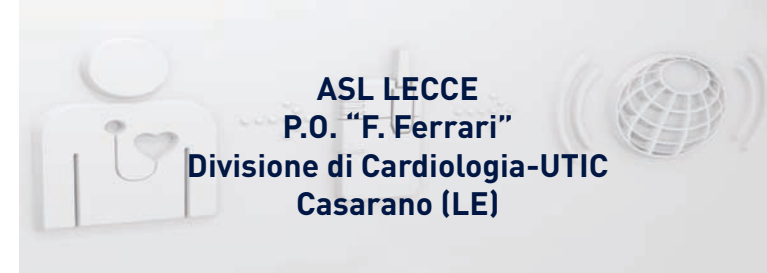 ASL LECCE
P.O. “F. Ferrari”
Divisione di Cardiologia-UTIC
Casarano (LE)